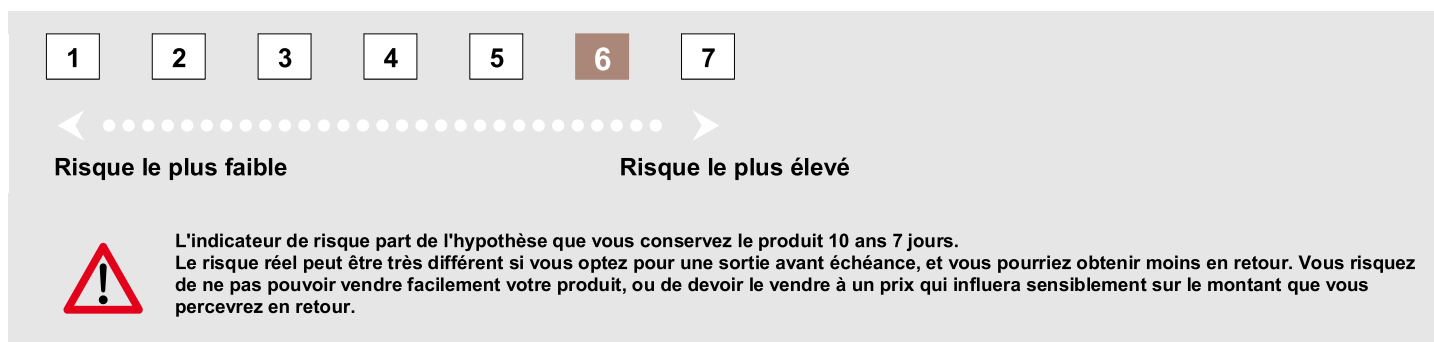 1 2 3 4 5 6 7
Risque le plus faible Risque le plus élevé
L'indicateur de risque part de l'hypothèse que vous conservez le produit 10 ans 7 jours.
Le risque réel peut être très différent si vous optez pour une sortie avant échéance, et vous pourriez obtenir moins en retour. Vous risquez
de ne pas pouvoir vendre facilement votre produit, ou de devoir le vendre à un prix qui influera sensiblement sur le montant que vous
percevrez en retour.